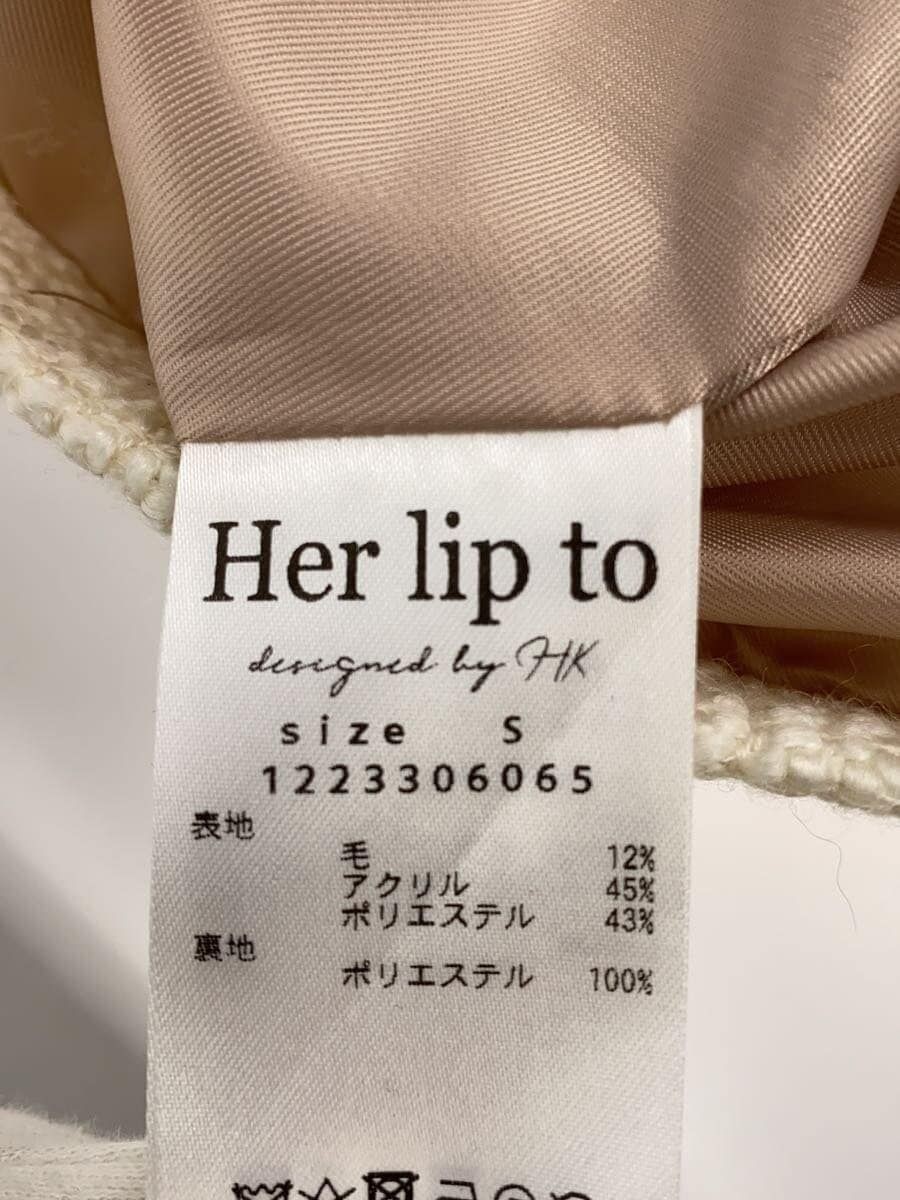 Her lip to
designed by HK
size S
1223306065
表地
毛 12%
アクリル 45%
ポリエステル 43%
裏地
ポリエステル 100%